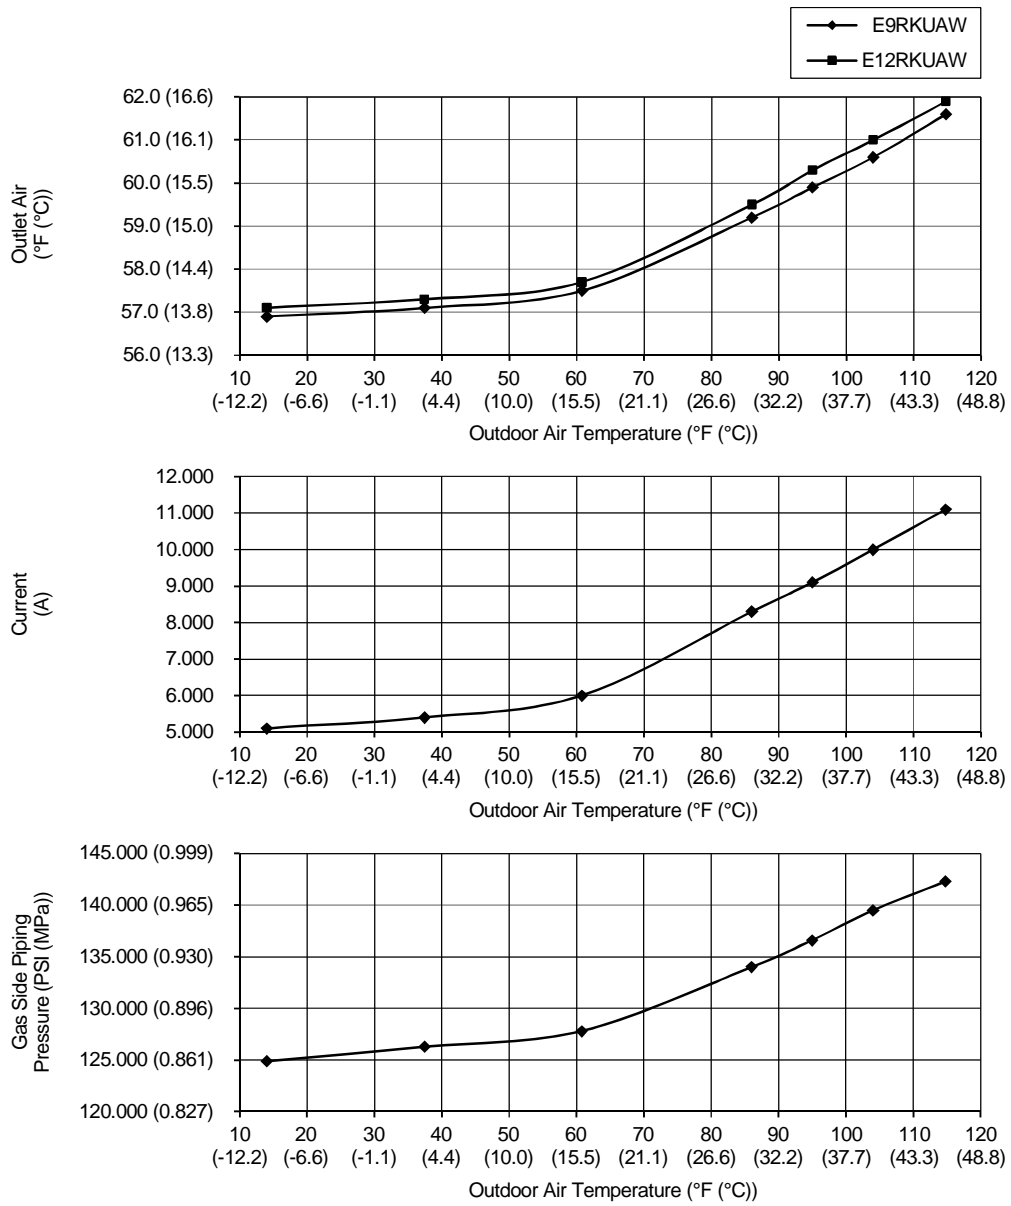 E9RKUAW
E12RKUAW
Outlet Air
(°F (°C))
62.0 (16.6)
61.0 (16.1)
60.0 (15.5)
59.0 (15.0)
58.0 (14.4)
57.0 (13.8)
56.0 (13.3)
10 20 30 40 50 60 70 80 90 100 110 120
(-12.2) (-6.6) (-1.1) (4.4) (10.0) (15.5) (21.1) (26.6) (32.2) (37.7) (43.3) (48.8)
Outdoor Air Temperature (°F (°C))
Current
(A)
12.000
11.000
10.000
9.000
8.000
7.000
6.000
5.000
10 20 30 40 50 60 70 80 90 100 110 120
(-12.2) (-6.6) (-1.1) (4.4) (10.0) (15.5) (21.1) (26.6) (32.2) (37.7) (43.3) (48.8)
Outdoor Air Temperature (°F (°C))
Gas Side Piping
Pressure (PSI (MPa))
145.000 (0.999)
140.000 (0.965)
135.000 (0.930)
130.000 (0.896)
125.000 (0.861)
120.000 (0.827)
10 20 30 40 50 60 70 80 90 100 110 120
(-12.2) (-6.6) (-1.1) (4.4) (10.0) (15.5) (21.1) (26.6) (32.2) (37.7) (43.3) (48.8)
Outdoor Air Temperature (°F (°C))